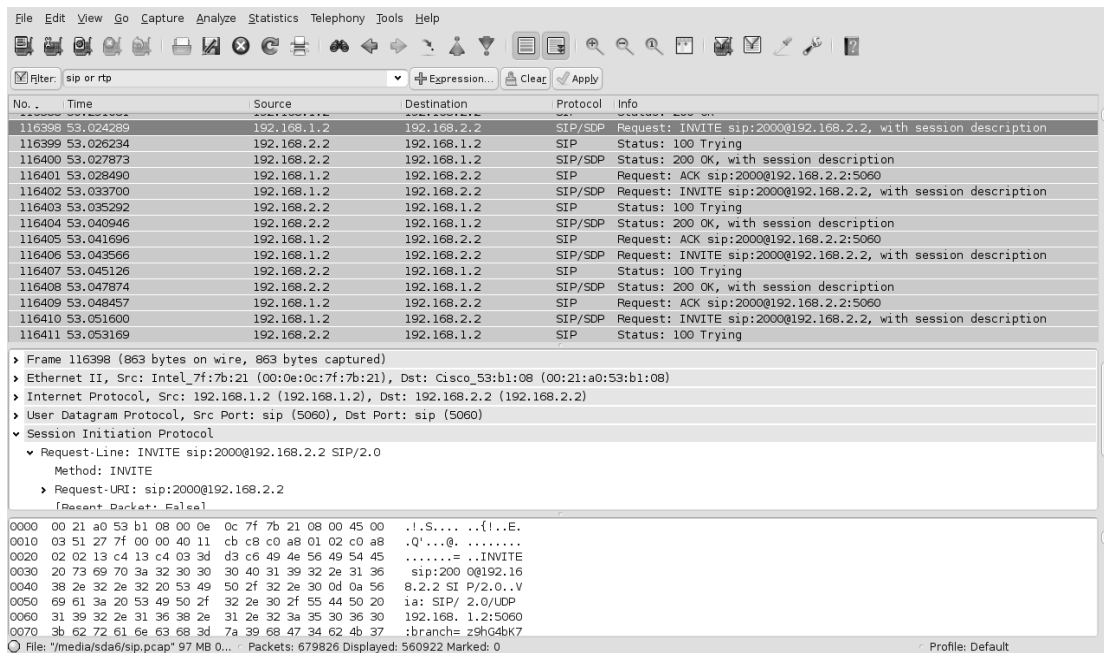 File Edit View Go Capture Analyze Statistics Telephony Tools Help
Filter: sip or rtp Expression... Clear Apply
No. . Time Source Destination Protocol Info
116398 53.024289 192.168.1.2 192.168.2.2 SIP/SDP Request: INVITE sip:2000@192.168.2.2, with session description
116399 53.026234 192.168.2.2 192.168.1.2 SIP Status: 100 Trying
116400 53.027873 192.168.2.2 192.168.1.2 SIP/SDP Status: 200 OK, with session description
116401 53.028490 192.168.1.2 192.168.2.2 SIP Request: ACK sip:2000@192.168.2.2:5060
116402 53.033700 192.168.1.2 192.168.2.2 SIP/SDP Request: INVITE sip:2000@192.168.2.2, with session description
116403 53.035292 192.168.2.2 192.168.1.2 SIP Status: 100 Trying
116404 53.040946 192.168.2.2 192.168.1.2 SIP/SDP Status: 200 OK, with session description
116405 53.041696 192.168.1.2 192.168.2.2 SIP Request: ACK sip:2000@192.168.2.2:5060
116406 53.043566 192.168.1.2 192.168.2.2 SIP/SDP Request: INVITE sip:2000@192.168.2.2, with session description
116407 53.045126 192.168.2.2 192.168.1.2 SIP Status: 100 Trying
116408 53.047874 192.168.2.2 192.168.1.2 SIP/SDP Status: 200 OK, with session description
116409 53.048457 192.168.1.2 192.168.2.2 SIP Request: ACK sip:2000@192.168.2.2:5060
116410 53.051600 192.168.1.2 192.168.2.2 SIP/SDP Request: INVITE sip:2000@192.168.2.2, with session description
116411 53.053169 192.168.2.2 192.168.1.2 SIP Status: 100 Trying
Frame 116398 (863 bytes on wire, 863 bytes captured)
Ethernet II, Src: Intel_7f:7b:21 (00:0e:0c:7f:7b:21), Dst: Cisco_53:b1:08 (00:21:a0:53:b1:08)
Internet Protocol, Src: 192.168.1.2 (192.168.1.2), Dst: 192.168.2.2 (192.168.2.2)
User Datagram Protocol, Src Port: sip (5060), Dst Port: sip (5060)
Session Initiation Protocol
Request-Line: INVITE sip:2000@192.168.2.2 SIP/2.0
Method: INVITE
Request-URI: sip:2000@192.168.2.2
[Resent Packet: False]
0000 00 21 a0 53 b1 08 00 0e 0c 7f 7b 21 08 00 45 00 .!.S.... ..{!..E.
0010 03 51 27 7f 00 00 40 11 cb c8 c0 a8 01 02 c0 a8 .Q'...@. ........
0020 02 02 13 c4 13 c4 03 3d d3 c6 49 4e 56 49 54 45 .......= ..INVITE
0030 20 73 69 70 3a 32 30 30 30 40 31 39 32 2e 31 36 sip:200 0@192.16
0040 38 2e 32 2e 32 20 53 49 50 2f 32 2e 30 0d 0a 56 8.2.2 SI P/2.0..V
0050 69 61 3a 20 53 49 50 2f 32 2e 30 2f 55 44 50 20 ia: SIP/ 2.0/UDP
0060 31 39 32 2e 31 36 38 2e 31 2e 32 3a 35 30 36 30 192.168. 1.2:5060
0070 3b 62 72 61 6e 63 68 3d 7a 39 68 47 34 62 4b 37 ;branch= z9hG4bK7
File: "/media/sda6/sip.pcap" 97 MB 0... Packets: 679826 Displayed: 560922 Marked: 0 Profile: Default